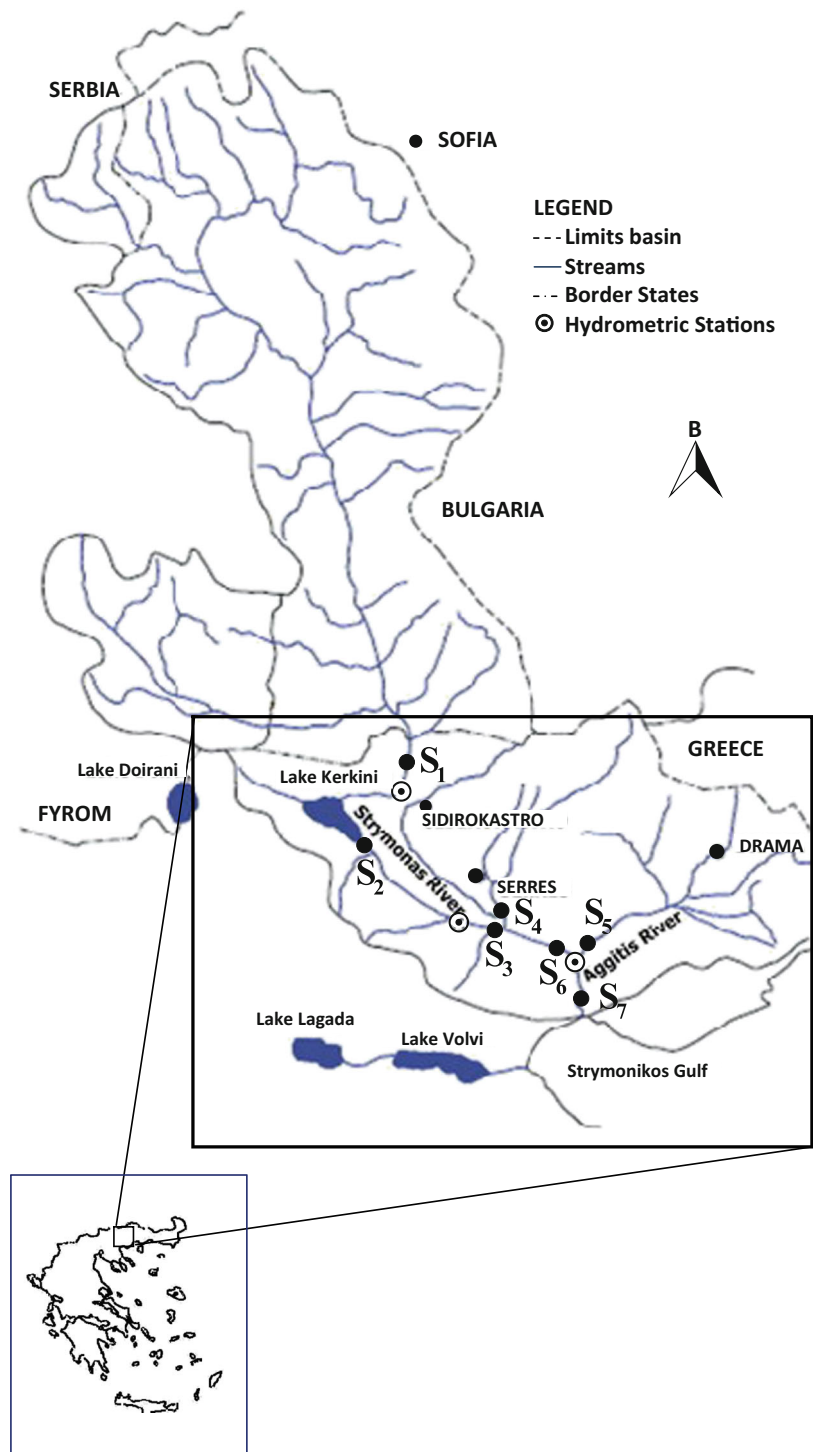 SERBIA
SOFIA
LEGEND
Limits basin
Streams
Border States
Hydrometric Stations
B
BULGARIA
GREECE
Lake Doirani
Lake Kerkini
S1
FYROM
SIDIROKASTRO
Strymonas River
DRAMA
S2
SERRES
S4
S5
S3
S6
Aggitis River
S7
Lake Lagada
Lake Volvi
Strymonikos Gulf